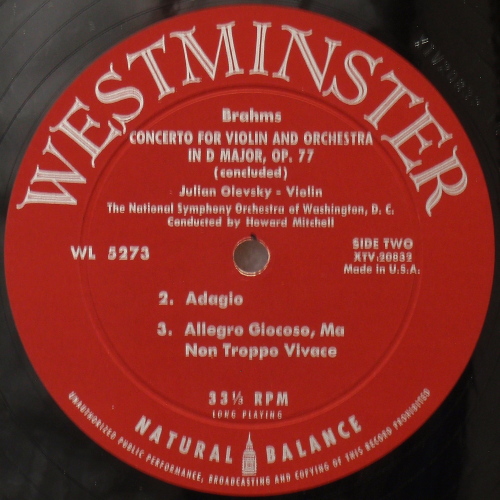 WESTMINSTER
Brahms
CONCERTO FOR VIOLIN AND ORCHESTRA
IN D MAJOR, OP. 77
(concluded)
Julian Olevsky - Violin
The National Symphony Orchestra of Washington, D. C.
Conducted by Howard Mitchell
WL 5273
SIDE TWO
XTV-20832
Made in U.S.A.
2. Adagio
3. Allegro Giocoso, Ma
Non Troppo Vivace
33⅓ RPM
LONG PLAYING
NATURAL BALANCE
UNAUTHORIZED PUBLIC PERFORMANCE, BROADCASTING AND COPYING OF THIS RECORD PROHIBITED